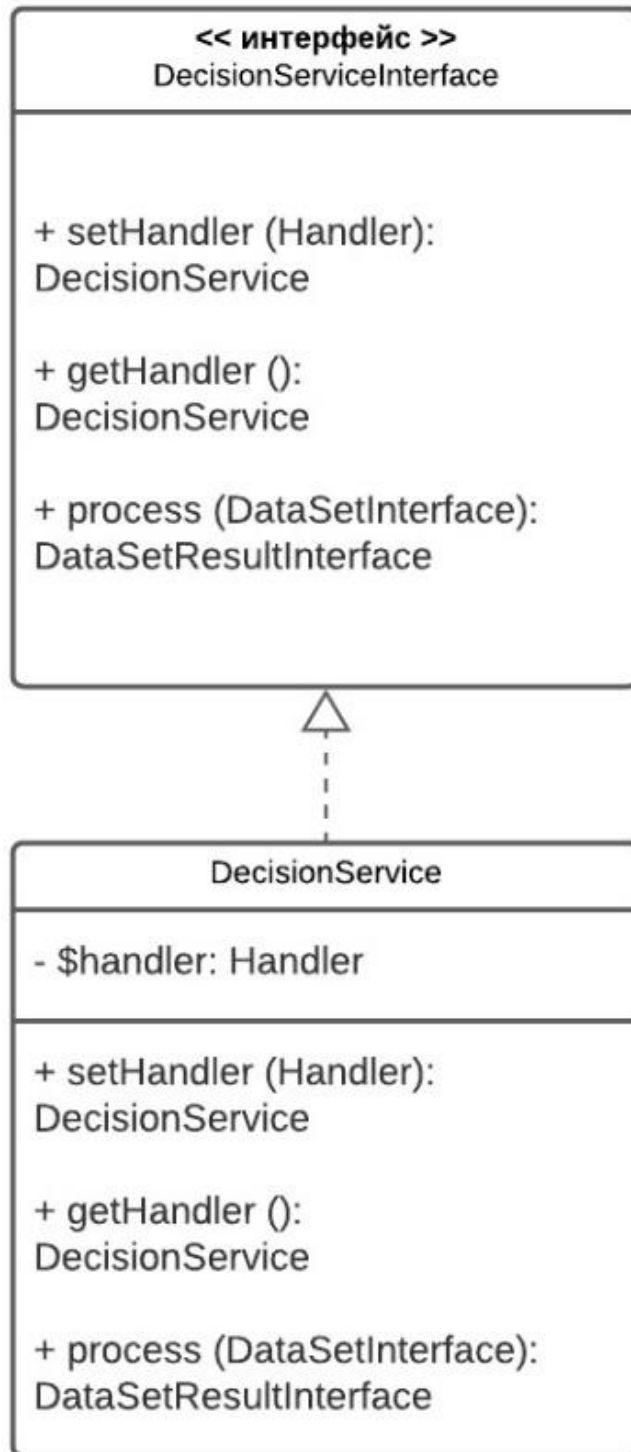 << интерфейс >>
DecisionServiceInterface
+ setHandler (Handler):
DecisionService
+ getHandler ():
DecisionService
+ process (DataSetInterface):
DataSetResultInterface
DecisionService
- $handler: Handler
+ setHandler (Handler):
DecisionService
+ getHandler ():
DecisionService
+ process (DataSetInterface):
DataSetResultInterface